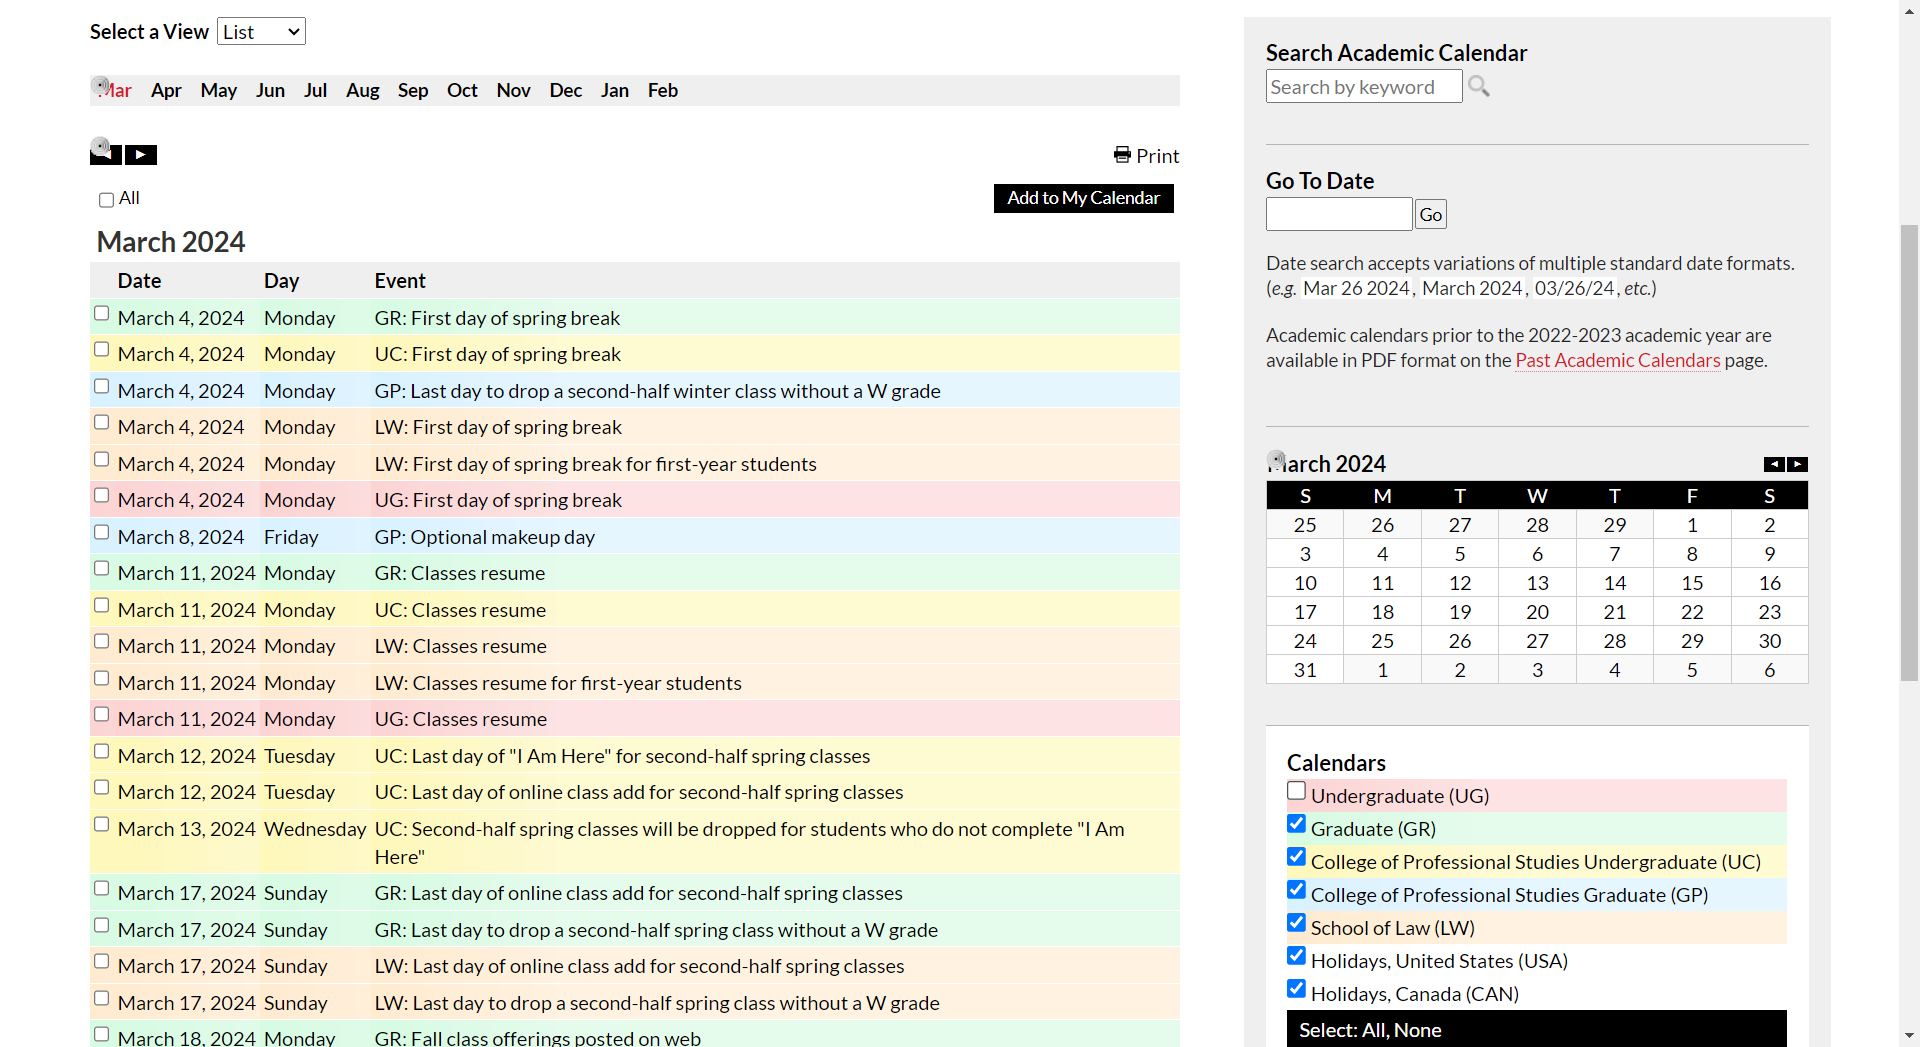 Select a View List
Mar Apr May Jun Jul Aug Sep Oct Nov Dec Jan Feb
Print
All
Add to My Calendar
March 2024
Date Day Event
March 4, 2024 Monday GR: First day of spring break
March 4, 2024 Monday UC: First day of spring break
March 4, 2024 Monday GP: Last day to drop a second-half winter class without a W grade
March 4, 2024 Monday LW: First day of spring break
March 4, 2024 Monday LW: First day of spring break for first-year students
March 4, 2024 Monday UG: First day of spring break
March 8, 2024 Friday GP: Optional makeup day
March 11, 2024 Monday GR: Classes resume
March 11, 2024 Monday UC: Classes resume
March 11, 2024 Monday LW: Classes resume
March 11, 2024 Monday LW: Classes resume for first-year students
March 11, 2024 Monday UG: Classes resume
March 12, 2024 Tuesday UC: Last day of "I Am Here" for second-half spring classes
March 12, 2024 Tuesday UC: Last day of online class add for second-half spring classes
March 13, 2024 Wednesday UC: Second-half spring classes will be dropped for students who do not complete "I Am
Here"
March 17, 2024 Sunday GR: Last day of online class add for second-half spring classes
March 17, 2024 Sunday GR: Last day to drop a second-half spring class without a W grade
March 17, 2024 Sunday LW: Last day of online class add for second-half spring classes
March 17, 2024 Sunday LW: Last day to drop a second-half spring class without a W grade
March 18, 2024 Monday GR: Fall class offerings posted on web
Search Academic Calendar
Search by keyword
Go To Date
Go
Date search accepts variations of multiple standard date formats.
(e.g. Mar 26 2024, March 2024, 03/26/24, etc.)
Academic calendars prior to the 2022-2023 academic year are
available in PDF format on the Past Academic Calendars page.
March 2024
S M T W T F S
25 26 27 28 29 1 2
3 4 5 6 7 8 9
10 11 12 13 14 15 16
17 18 19 20 21 22 23
24 25 26 27 28 29 30
31 1 2 3 4 5 6
Calendars
Undergraduate (UG)
Graduate (GR)
College of Professional Studies Undergraduate (UC)
College of Professional Studies Graduate (GP)
School of Law (LW)
Holidays, United States (USA)
Holidays, Canada (CAN)
Select: All, None